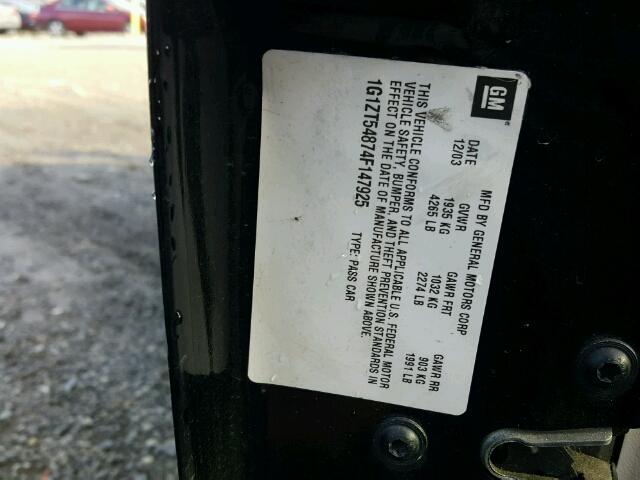 GM
MFD BY GENERAL MOTORS CORP
DATE GVWR GAWR FRT GAWR RR
12/03 1935 KG 1032 KG 903 KG
4265 LB 2274 LB 1991 LB
THIS VEHICLE CONFORMS TO ALL APPLICABLE U.S. FEDERAL MOTOR
VEHICLE SAFETY, BUMPER, AND THEFT PREVENTION STANDARDS IN
EFFECT ON THE DATE OF MANUFACTURE SHOWN ABOVE.
1G1ZT54874F147925 TYPE: PASS CAR